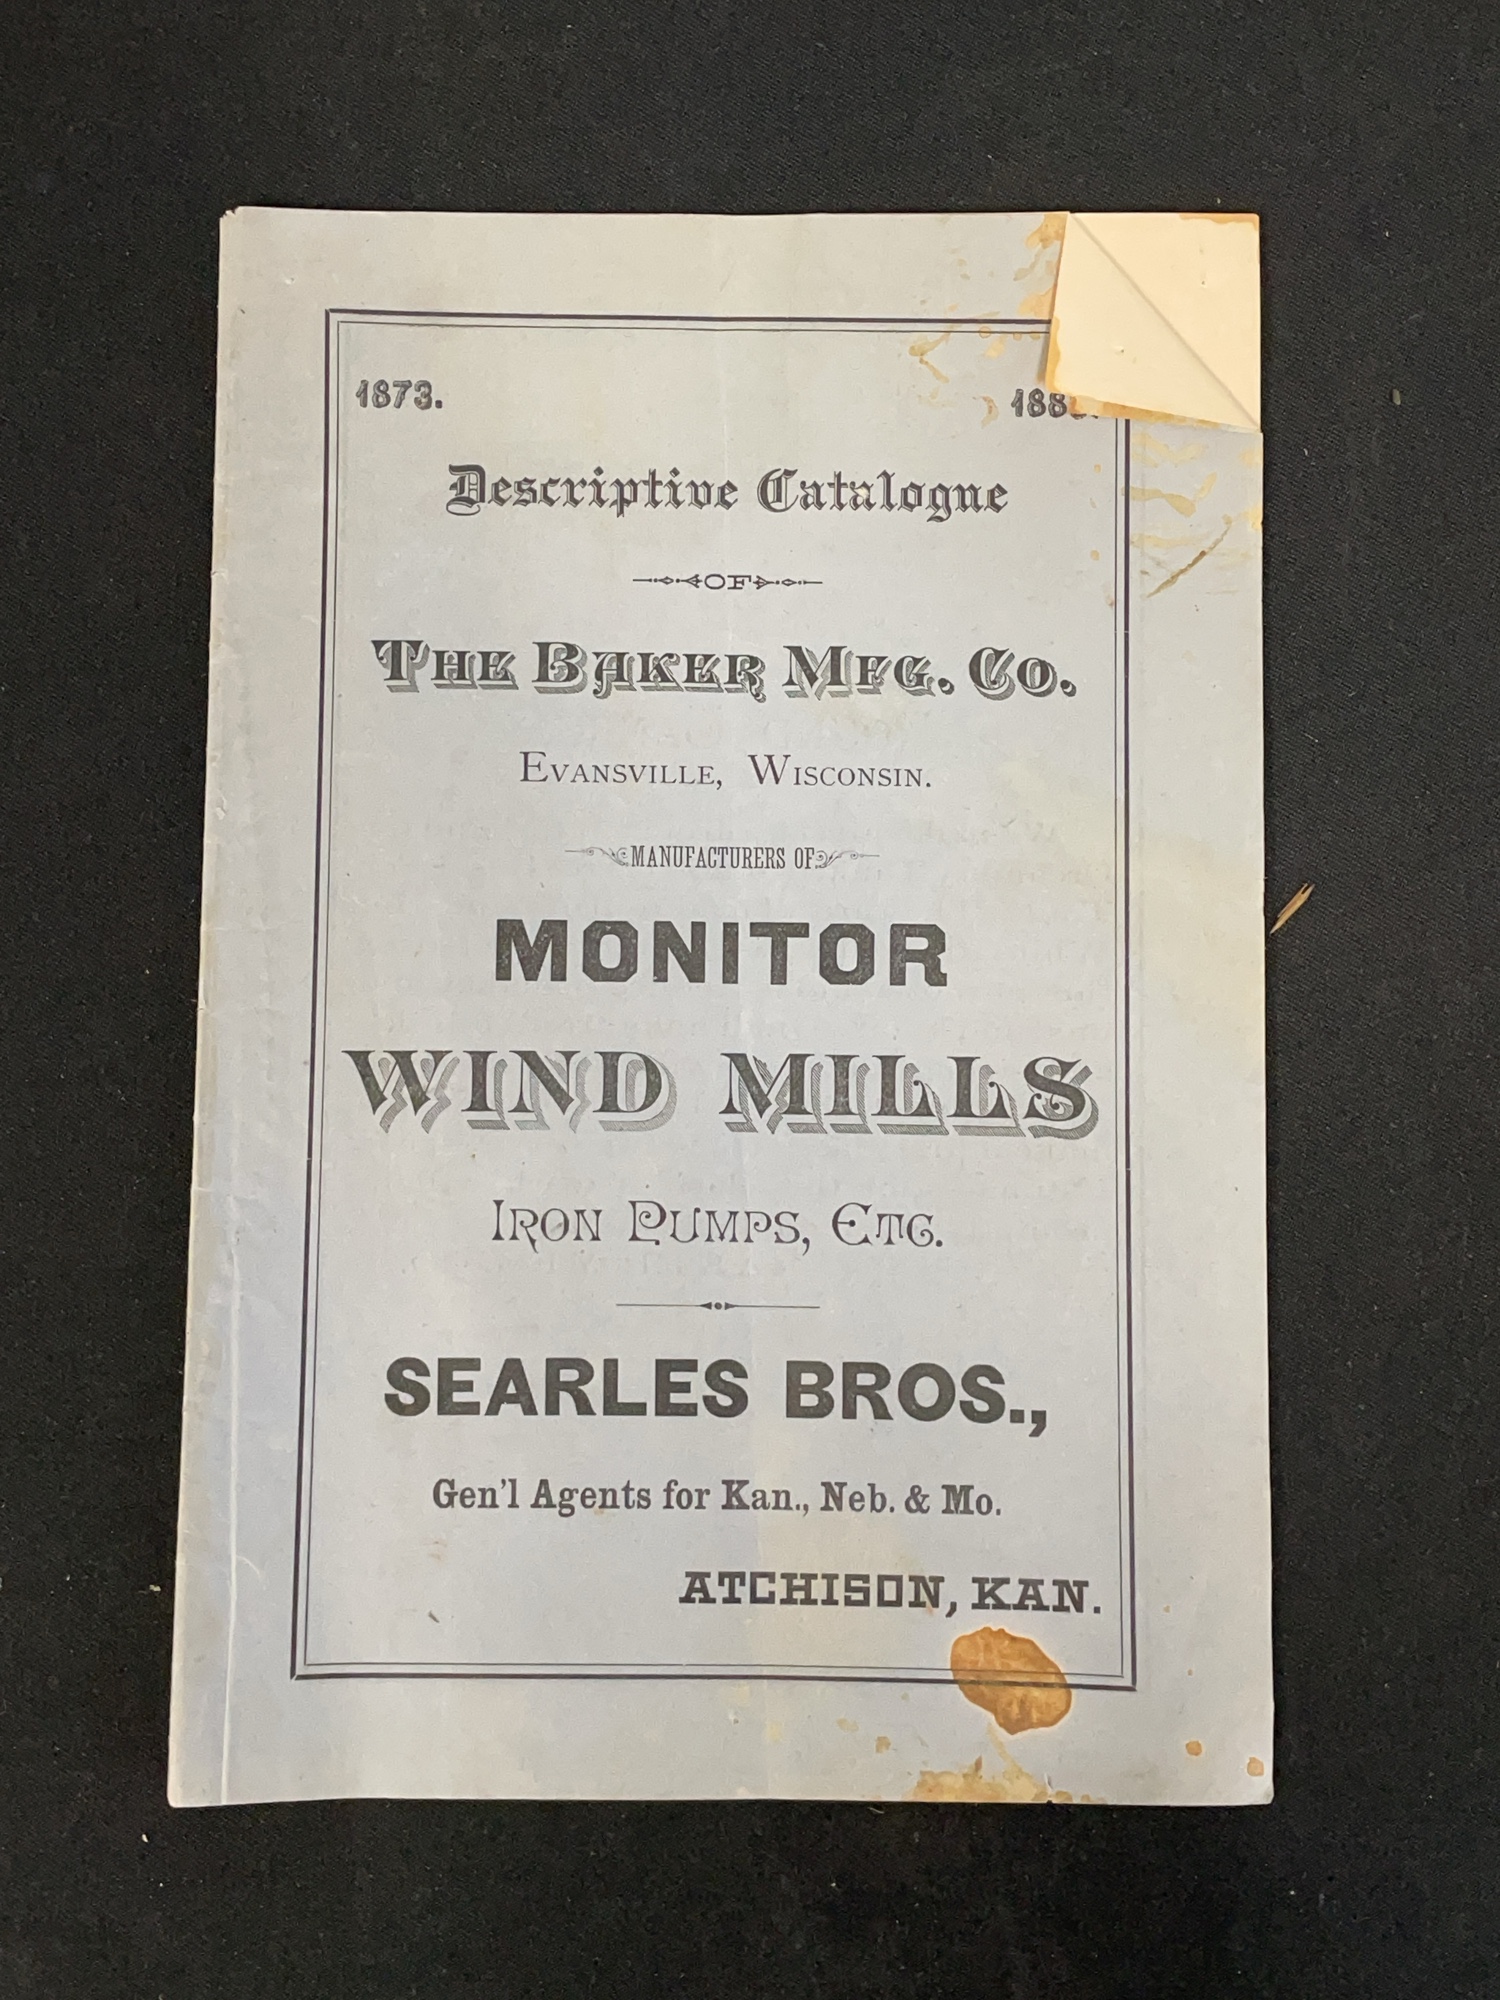 1873.
Descriptive Catalogue
OF
THE BAKER MFG. CO.
EVANSVILLE, WISCONSIN.
MANUFACTURERS OF
MONITOR
WIND MILLS
IRON PUMPS, ETC.
SEARLES BROS.,
Gen'l Agents for Kan., Neb. & Mo.
ATCHISON, KAN.